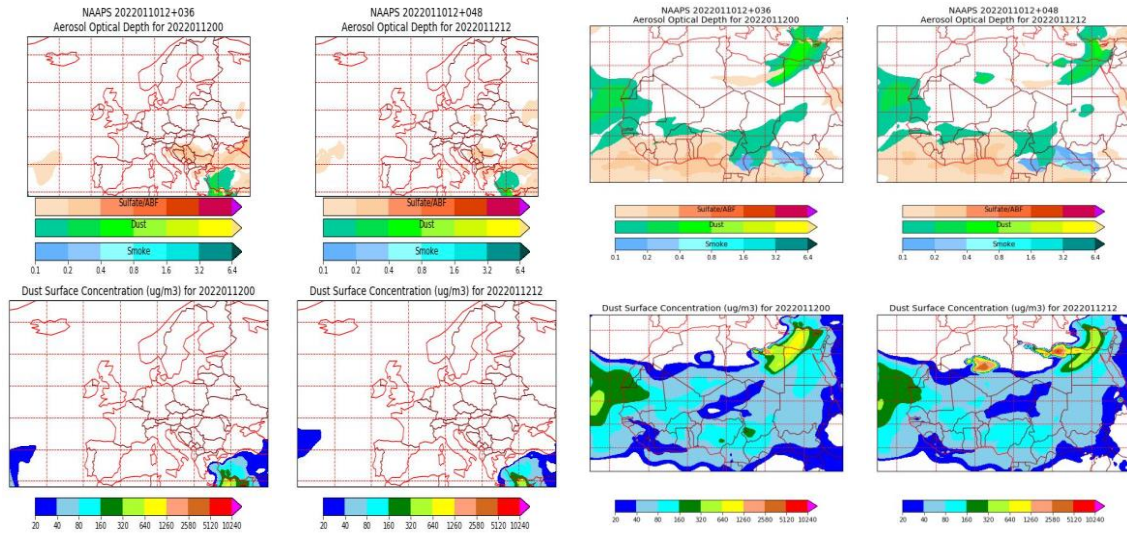 NAAPS 2022011012+036
Aerosol Optical Depth for 2022011200
NAAPS 2022011012+048
Aerosol Optical Depth for 2022011212
NAAPS 2022011012+036
Aerosol Optical Depth for 2022011200
NAAPS 2022011012+048
Aerosol Optical Depth for 2022011212
Sulfate/ABF
Dust
Smoke
0.1 0.2 0.4 0.8 1.6 3.2 6.4
Sulfate/ABF
Dust
Smoke
0.1 0.2 0.4 0.8 1.6 3.2 6.4
Sulfate/ABF
Dust
Smoke
0.1 0.2 0.4 0.8 1.6 3.2 6.4
Sulfate/ABF
Dust
Smoke
0.1 0.2 0.4 0.8 1.6 3.2 6.4
Dust Surface Concentration (ug/m3) for 2022011200
Dust Surface Concentration (ug/m3) for 2022011212
Dust Surface Concentration (ug/m3) for 2022011200
Dust Surface Concentration (ug/m3) for 2022011212
20 40 80 160 320 640 1260 2580 5120 10240
20 40 80 160 320 640 1260 2580 5120 10240
20 40 80 160 320 640 1260 2580 5120 10240
20 40 80 160 320 640 1260 2580 5120 10240